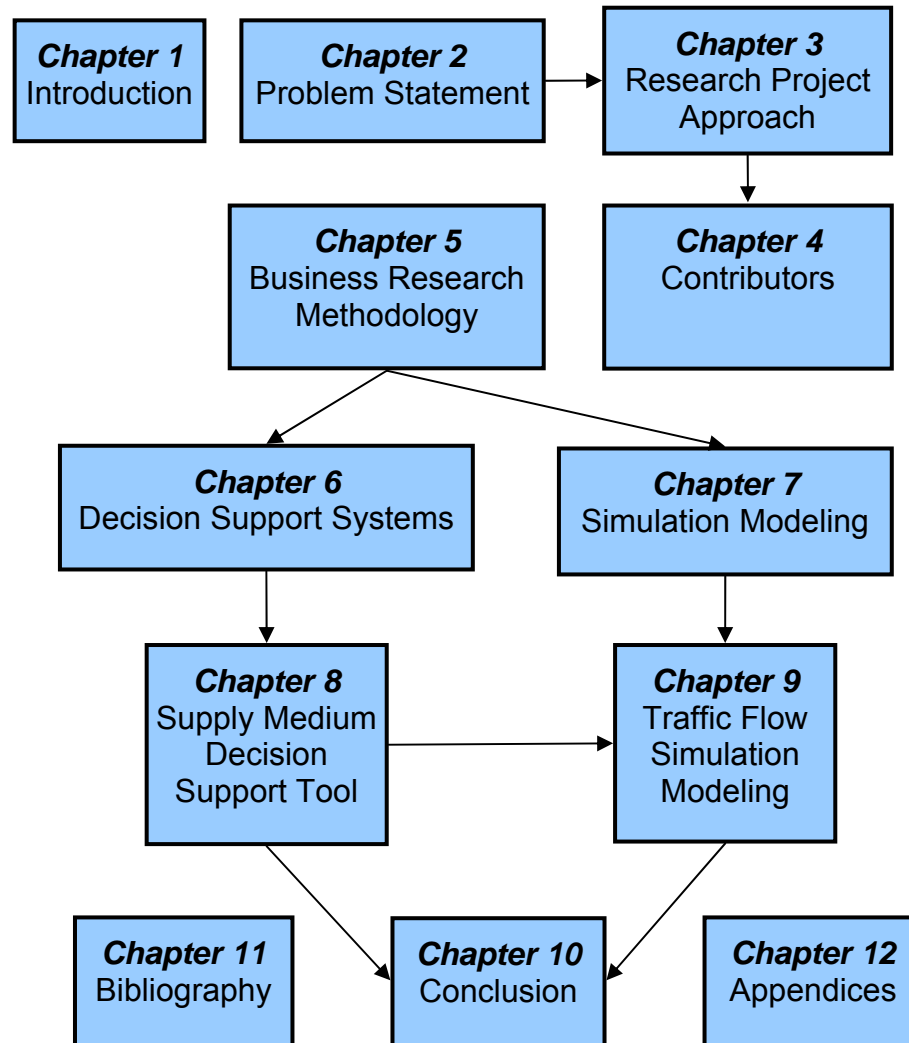 Chapter 1
Introduction
Chapter 2
Problem Statement
Chapter 3
Research Project
Approach
Chapter 5
Business Research
Methodology
Chapter 4
Contributors
Chapter 6
Decision Support Systems
Chapter 7
Simulation Modeling
Chapter 8
Supply Medium
Decision
Support Tool
Chapter 9
Traffic Flow
Simulation
Modeling
Chapter 11
Bibliography
Chapter 10
Conclusion
Chapter 12
Appendices